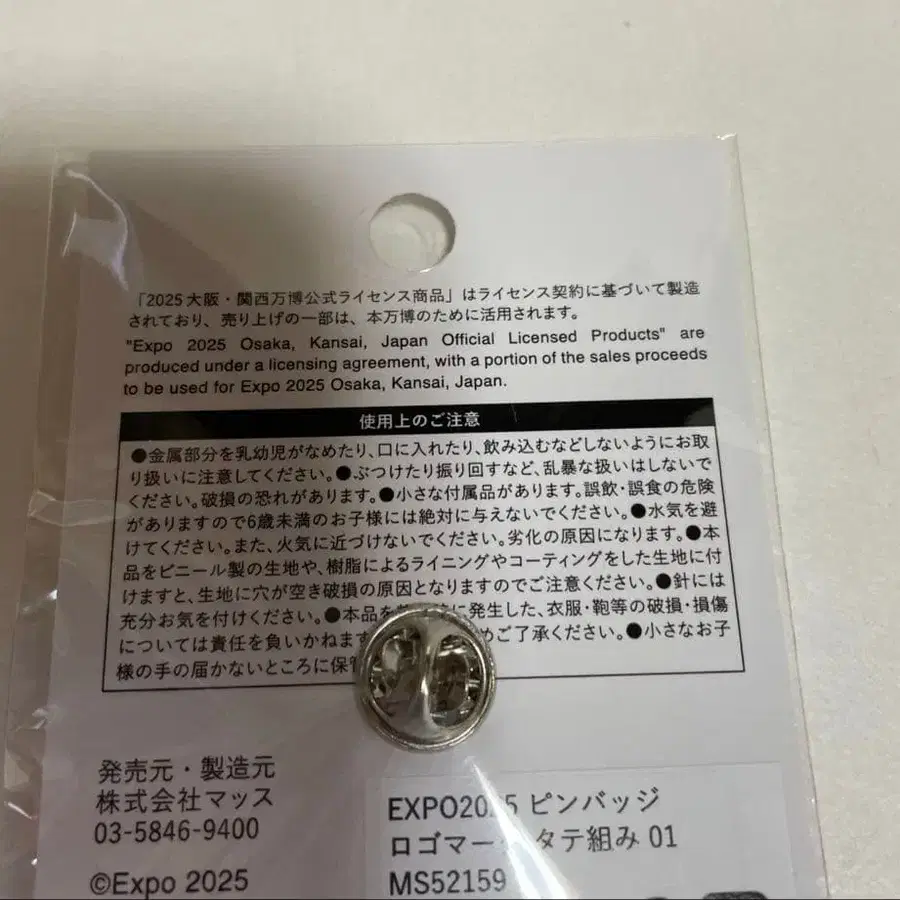 「2025 大阪・関西万博公式ライセンス商品」はライセンス契約に基づいて製造
されており、売り上げの一部は、本万博のために活用されます。
"Expo 2025 Osaka, Kansai, Japan Official Licensed Products" are
produced under a licensing agreement, with a portion of the sales proceeds
to be used for Expo 2025 Osaka, Kansai, Japan.
使用上のご注意
●金属部分を乳幼児がなめたり、口に入れたり、飲み込むなどしないようにお取
り扱いに注意してください。●ぶつけたり振り回すなど、乱暴な扱いはしないで
ください。破損の恐れがあります。●小さな付属品があります。誤飲・誤食の危険
がありますので6歳未満のお子様には絶対に与えないでください。●水気を避
けてください。また、火気に近づけないでください。劣化の原因になります。●本
品をビニール製の生地や、樹脂によるライニングやコーティングをした生地に付
けますと、生地に穴が空き破損の原因となりますのでご注意ください。●針には
充分お気を付けください。●本品を に発生した、衣服・鞄等の破損・損傷
については責任を負いかねます めご了承ください。●小さなお子
様の手の届かないところに保管
発売元・製造元
株式会社マッス
03-5846-9400
©Expo 2025
EXPO2025 ピンバッジ
ロゴマーク タテ組み 01
MS52159